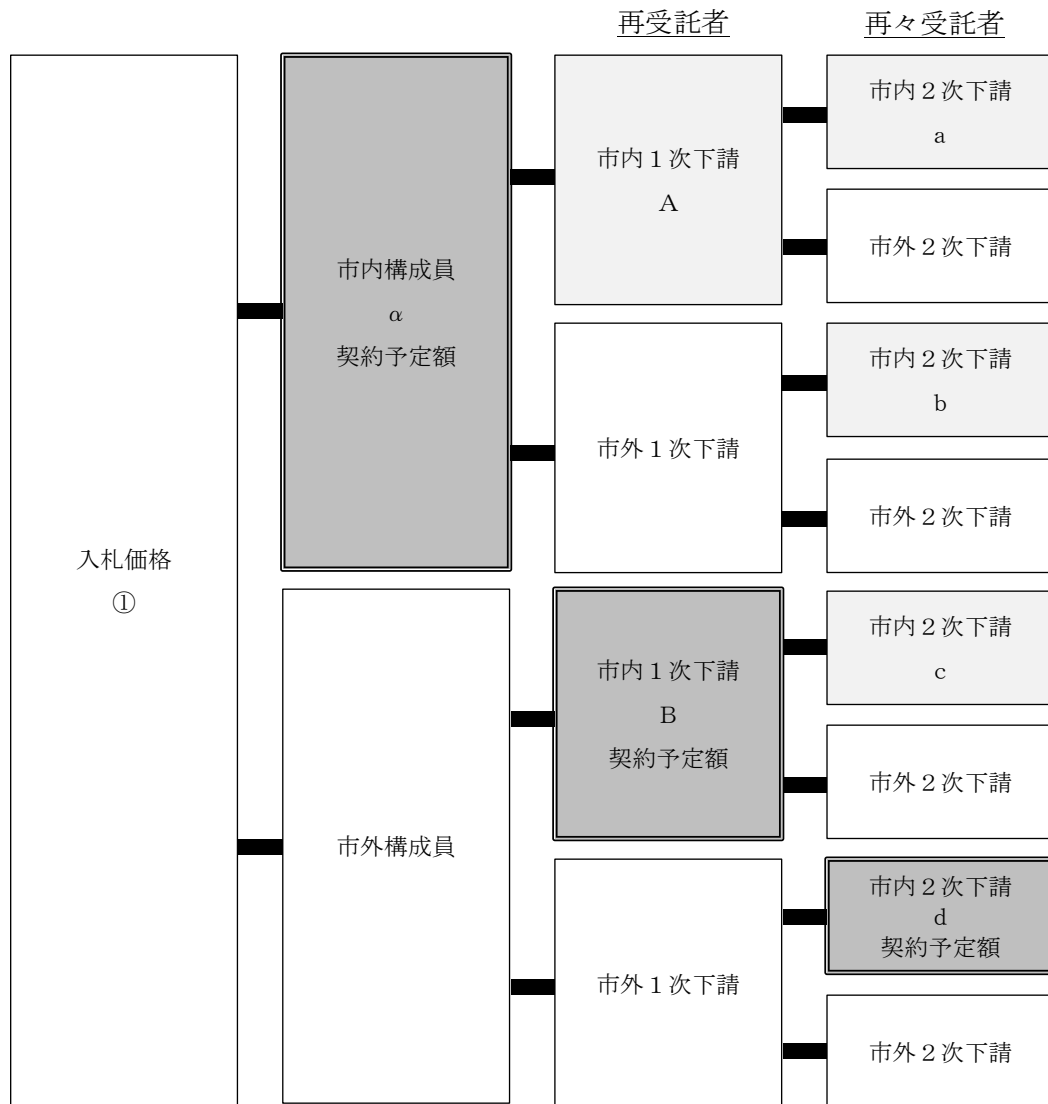 再受託者
再々受託者
入札価格
①
市内構成員
α
契約予定額
市外構成員
市内１次下請
A
市外１次下請
市内１次下請
B
契約予定額
市外１次下請
市内２次下請
a
市外２次下請
市内２次下請
b
市外２次下請
市内２次下請
c
市外２次下請
市内２次下請
d
契約予定額
市外２次下請